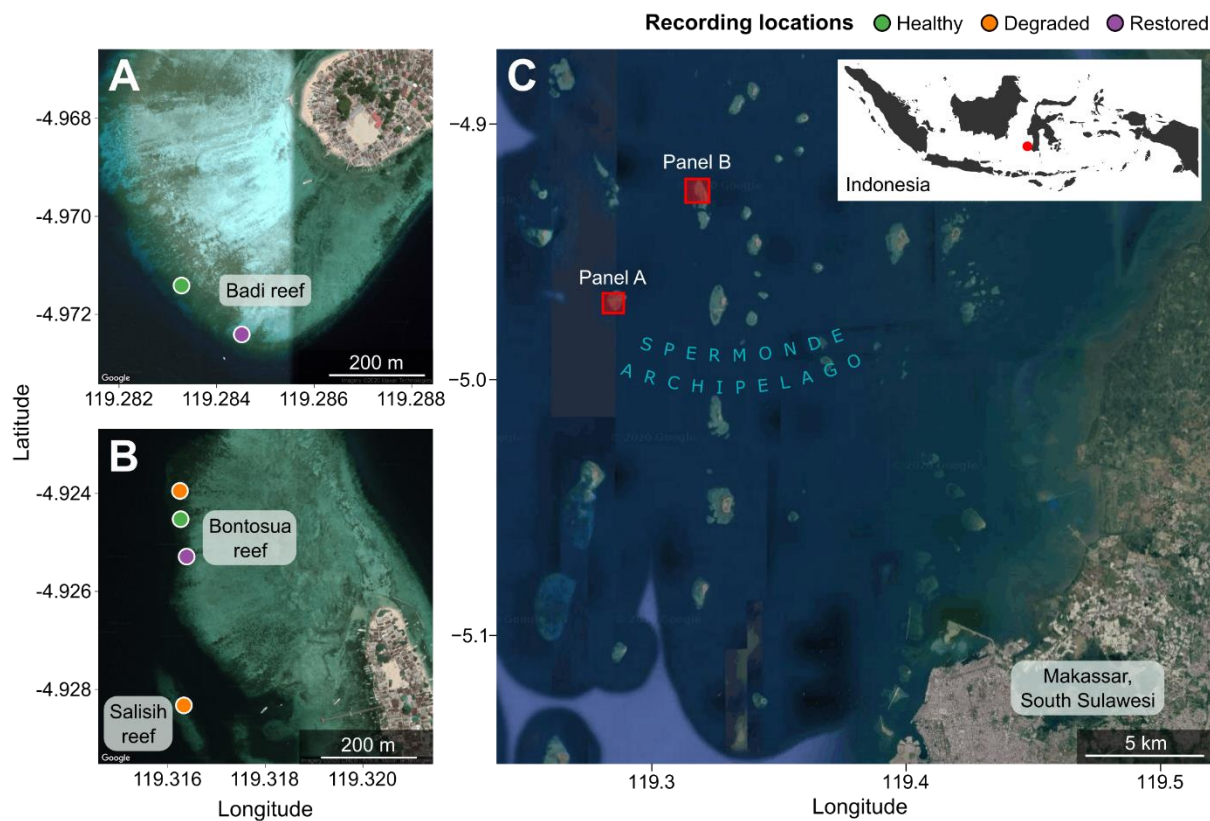 Recording locations Healthy Degraded Restored
A
-4.968
-4.970
-4.972
Badi reef
200 m
Google
119.282 119.284 119.286 119.288
Latitude
B
-4.924
-4.926
-4.928
Bontosua
reef
Salisih
reef
200 m
Google
119.316 119.318 119.320
Longitude
C
−4.9
−5.0
−5.1
Panel B
Panel A
SPERMONDE
ARCHIPELAGO
Indonesia
© 2020 Google
Makassar,
South Sulawesi
5 km
119.3 119.4 119.5
Longitude